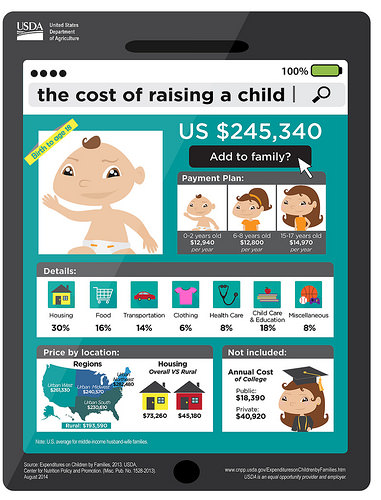 USDA
United States
Department
of Agriculture
100%
the cost of raising a child
Birth to age 18
US $245,340
Add to family?
Payment Plan:
0-2 years old
$12,940
per year
6-8 years old
$12,800
per year
15-17 years old
$14,970
per year
Details:
Housing
30%
Food
16%
Transportation
14%
Clothing
6%
Health Care
8%
Child Care
& Education
18%
Miscellaneous
8%
Price by location:
Regions
Urban West
$261,330
Urban Midwest
$240,570
Urban
Northeast
$282,480
Urban South
$230,610
Rural: $193,590
Housing
Overall VS Rural
$73,260
$45,180
Not included:
Annual Cost
of College
Public:
$18,390
Private:
$40,920
Note: U.S. average for middle-income husband-wife families.
Source: Expenditures on Children by Families, 2013. USDA,
Center for Nutrition Policy and Promotion, (Misc. Pub. No. 1528-2013).
August 2014
www.cnpp.usda.gov/ExpendituresonChildrenbyFamilies.htm
USDA is an equal opportunity provider and employer.